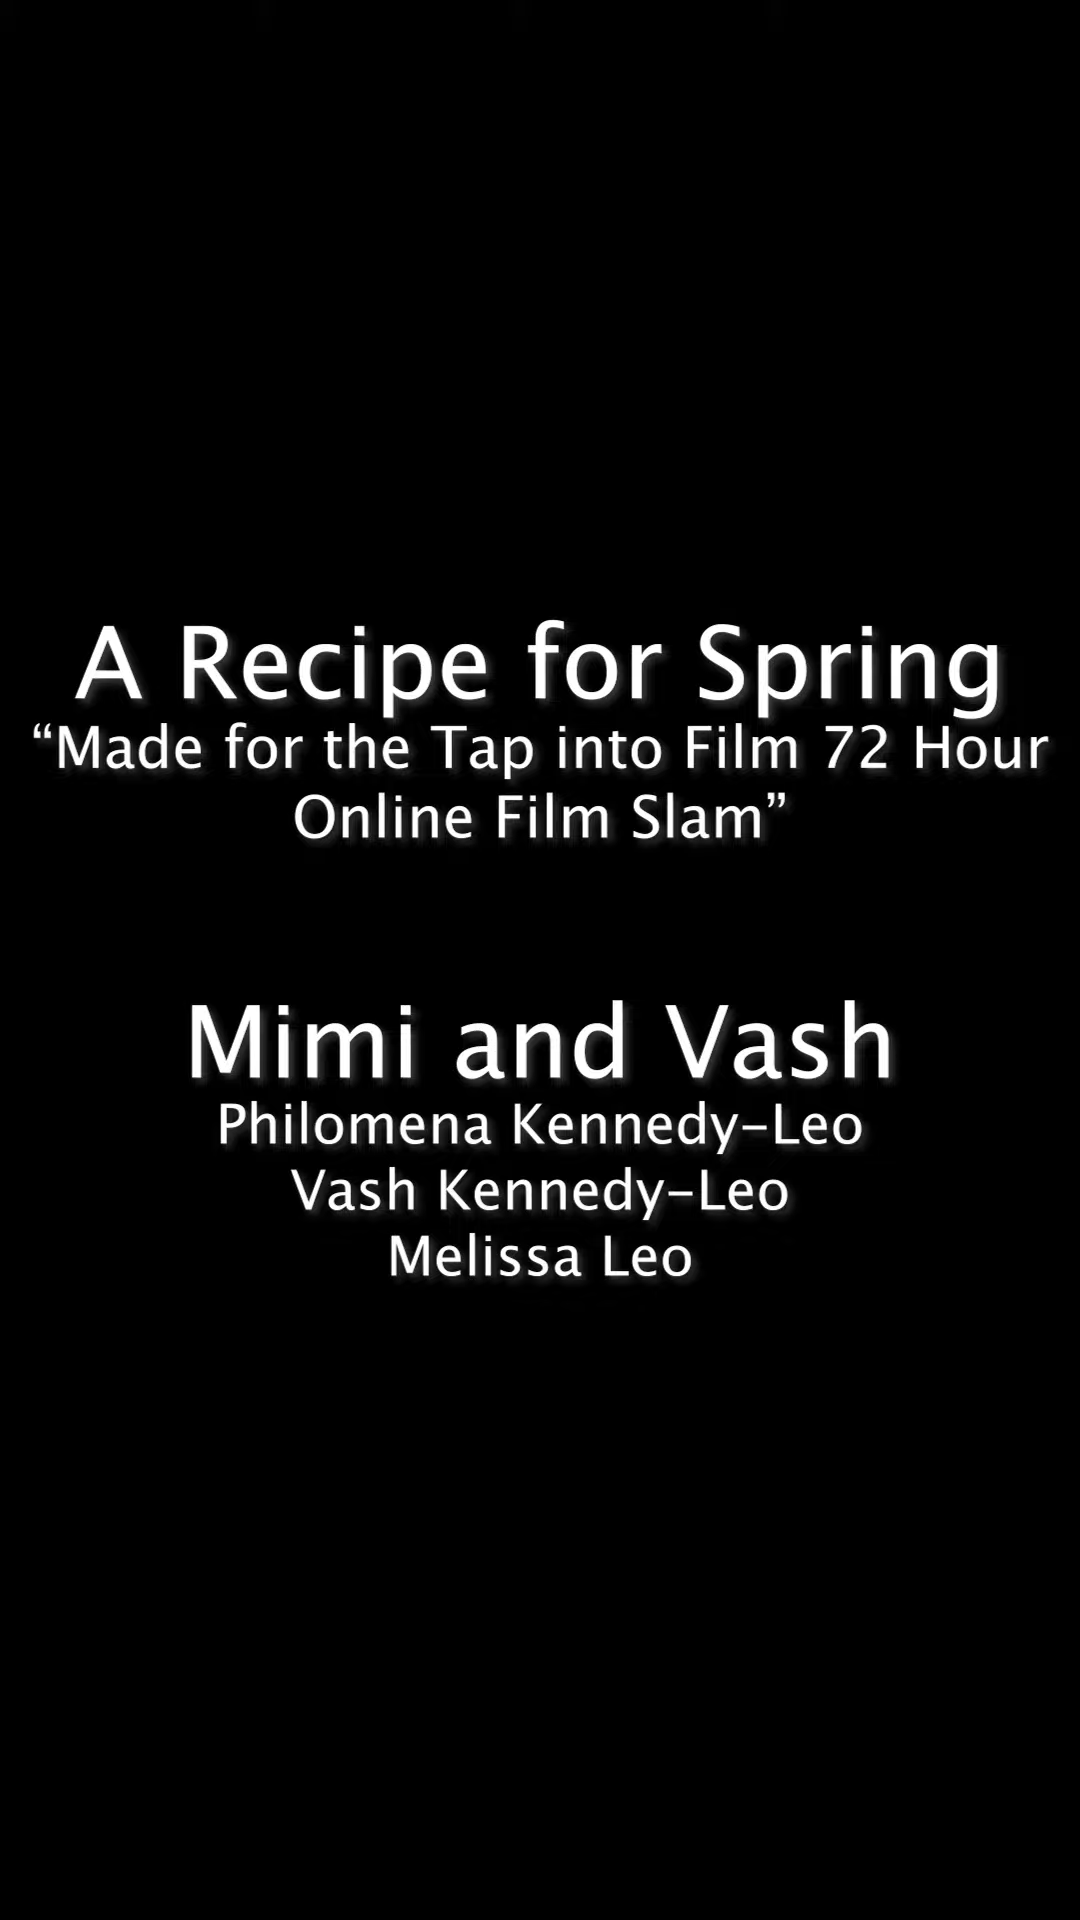 A Recipe for Spring
“Made for the Tap into Film 72 Hour
Online Film Slam”
Mimi and Vash
Philomena Kennedy-Leo
Vash Kennedy-Leo
Melissa Leo